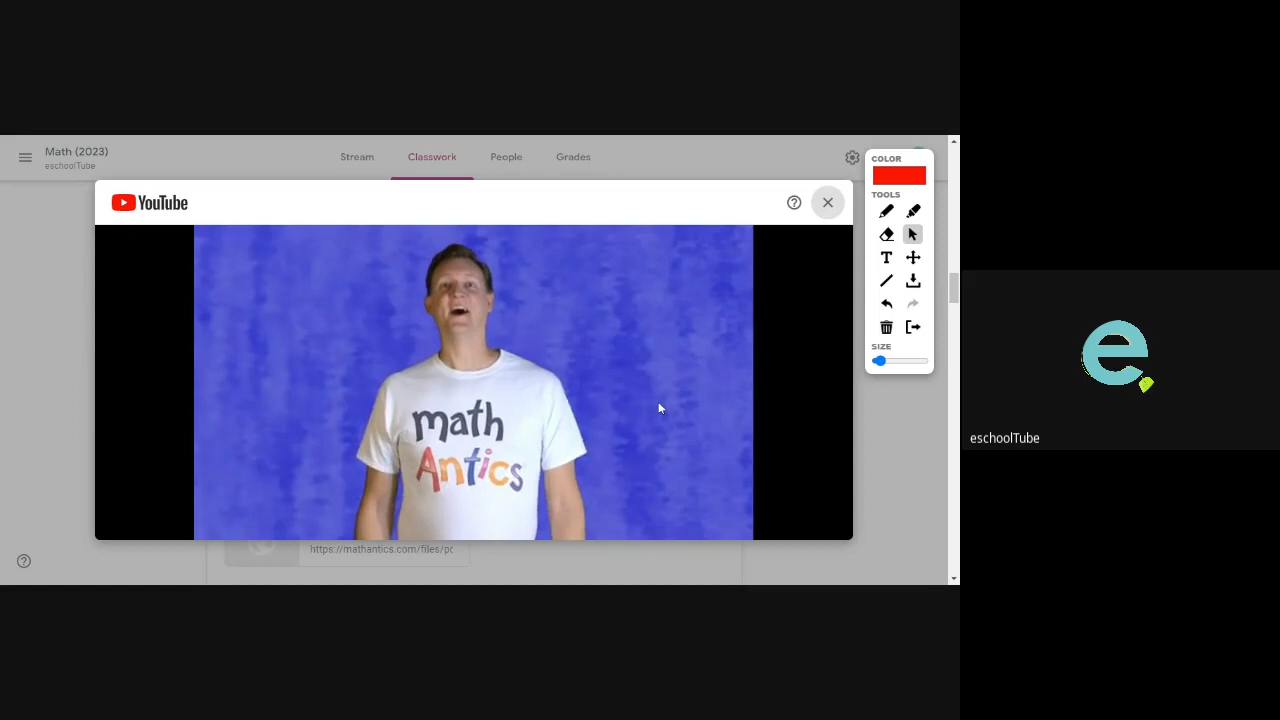 Math (2023)
eschoolTube
Stream
Classwork
People
Grades
YouTube
math
Antics
https://mathantics.com/files/pc
COLOR
TOOLS
T
SIZE
e
eschoolTube